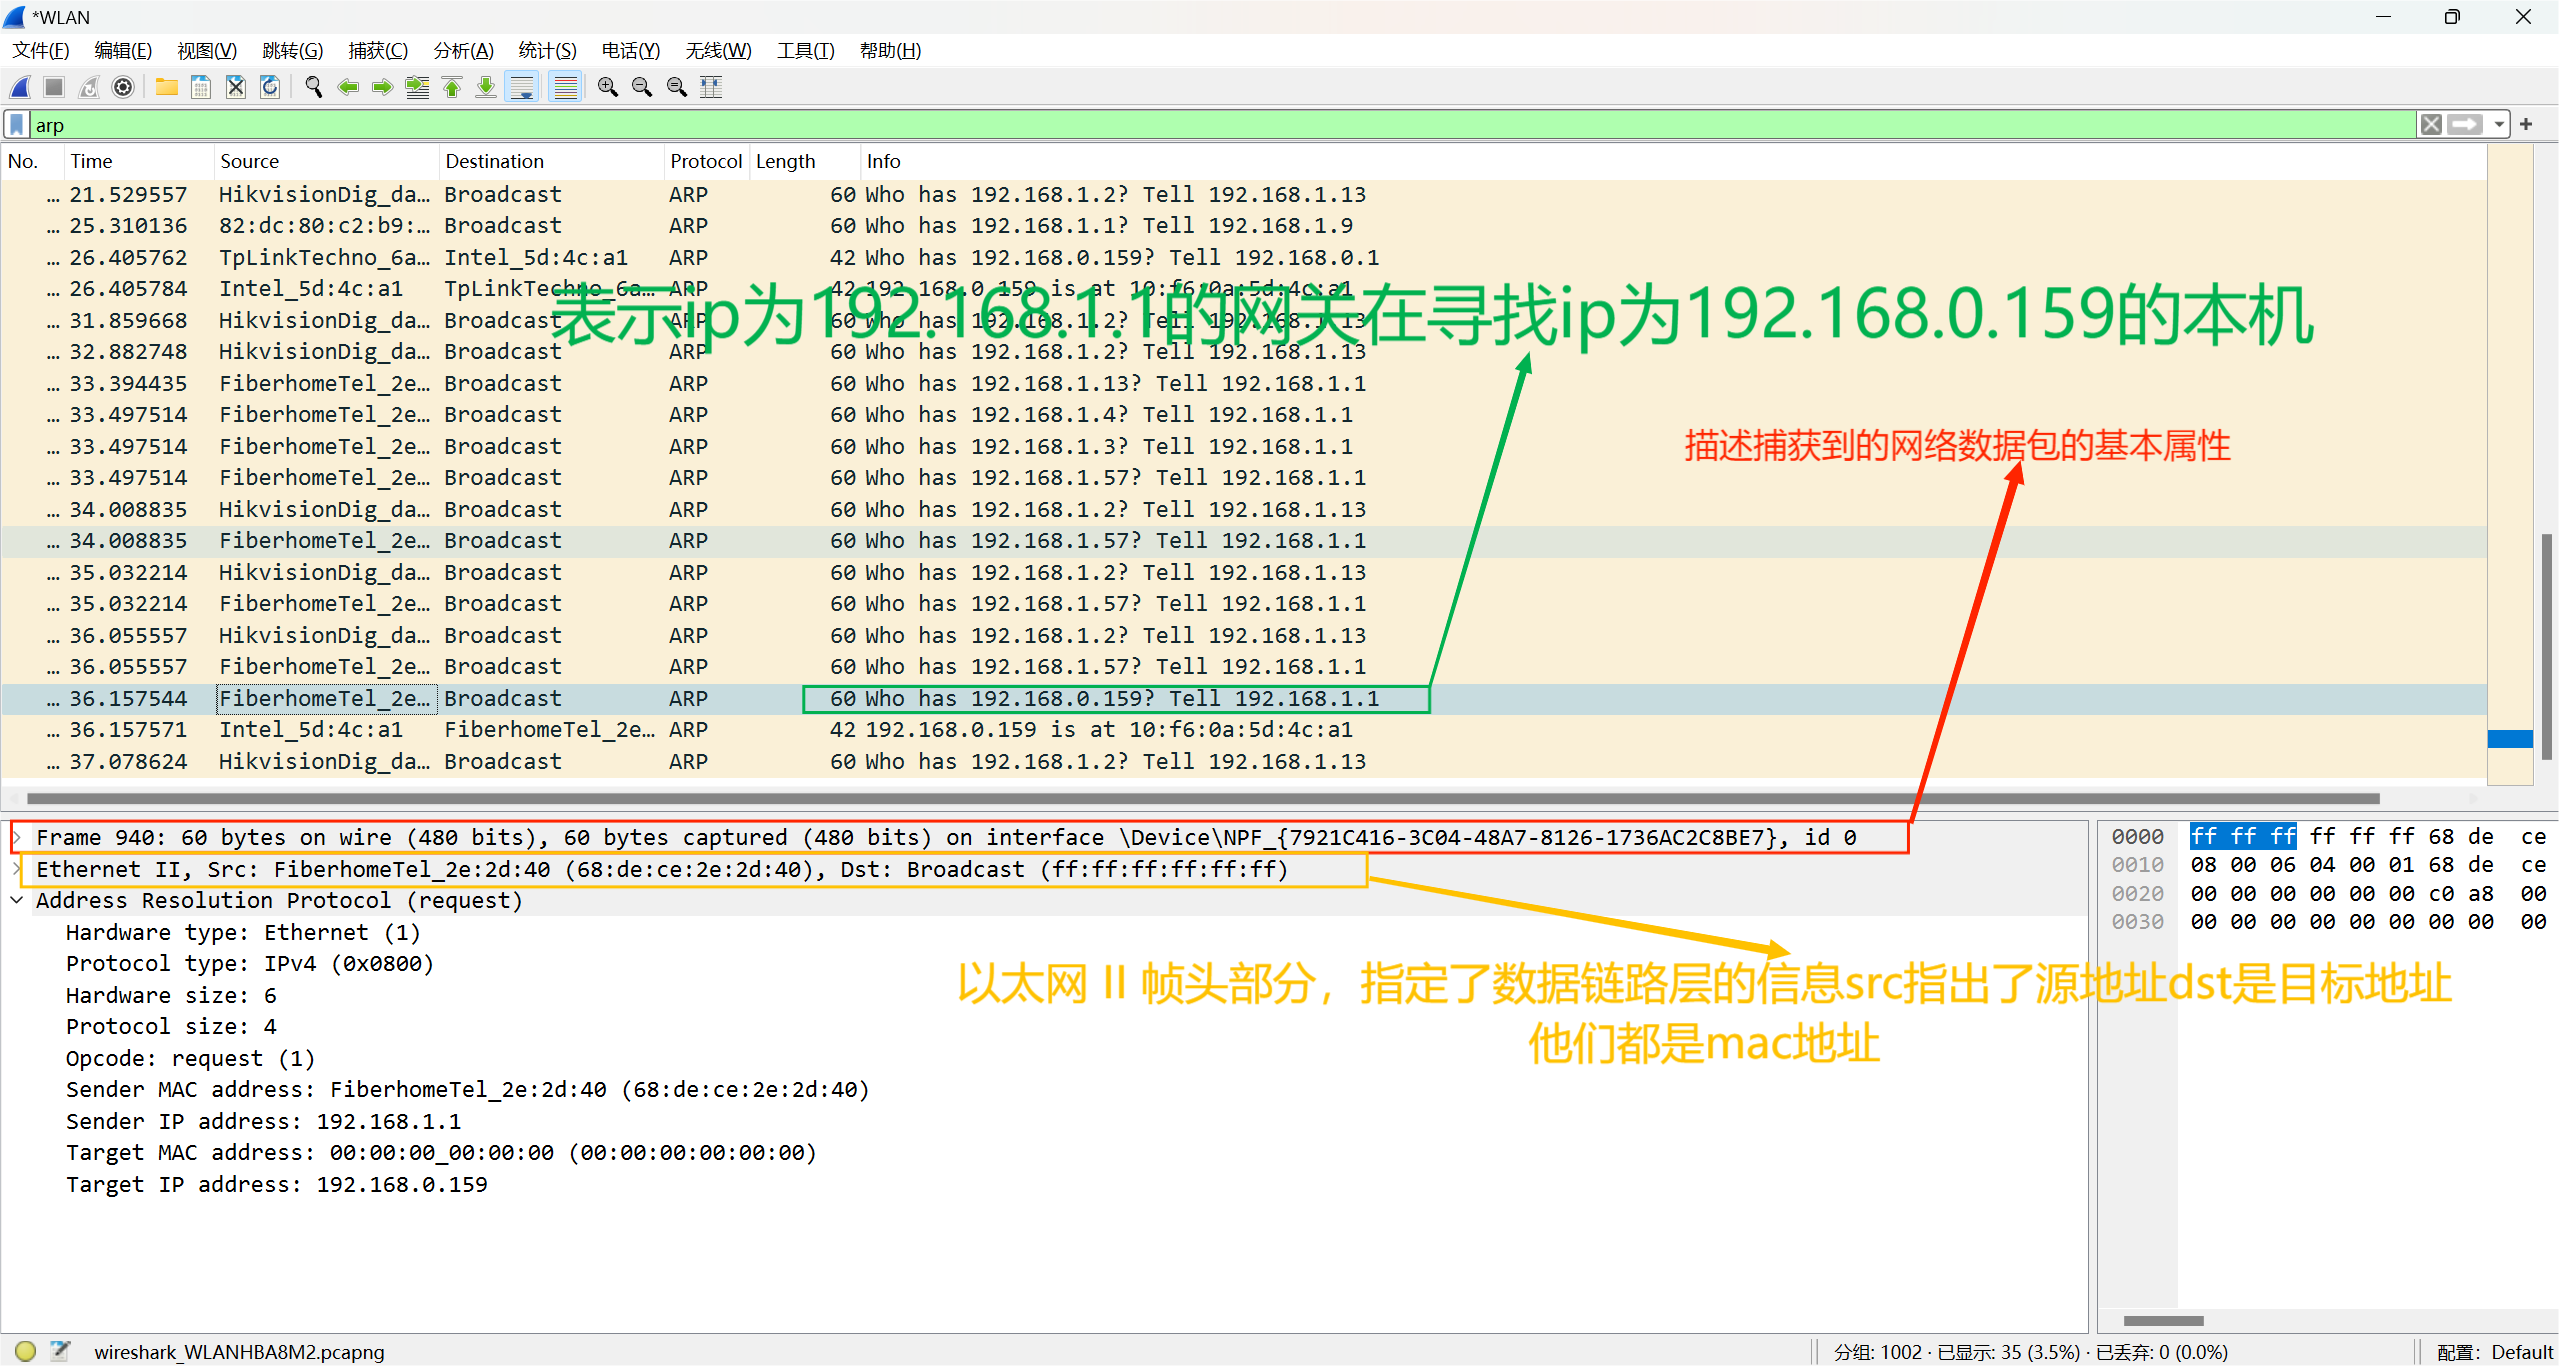 *WLAN
文件(F) 编辑(E) 视图(V) 跳转(G) 捕获(C) 分析(A) 统计(S) 电话(Y) 无线(W) 工具(T) 帮助(H)
arp
No. Time Source Destination Protocol Length Info
... 21.529557 HikvisionDig_da... Broadcast ARP 60 Who has 192.168.1.2? Tell 192.168.1.13
... 25.310136 82:dc:80:c2:b9:... Broadcast ARP 60 Who has 192.168.1.1? Tell 192.168.1.9
... 26.405762 TpLinkTechno_6a... Intel_5d:4c:a1 ARP 42 Who has 192.168.0.159? Tell 192.168.0.1
... 26.405784 Intel_5d:4c:a1 TpLinkTechno_6a... ARP 42 192.168.0.159 is at 10:f6:0a:5d:4c:a1
表示ip为192.168.1.1的网关在寻找ip为192.168.0.159的本机
... 31.859668 HikvisionDig_da... Broadcast ARP 60 Who has 192.168.1.2? Tell 192.168.1.13
... 32.882748 HikvisionDig_da... Broadcast ARP 60 Who has 192.168.1.2? Tell 192.168.1.13
... 33.394435 FiberhomeTel_2e... Broadcast ARP 60 Who has 192.168.1.13? Tell 192.168.1.1
... 33.497514 FiberhomeTel_2e... Broadcast ARP 60 Who has 192.168.1.4? Tell 192.168.1.1
... 33.497514 FiberhomeTel_2e... Broadcast ARP 60 Who has 192.168.1.3? Tell 192.168.1.1
描述捕获到的网络数据包的基本属性
... 33.497514 FiberhomeTel_2e... Broadcast ARP 60 Who has 192.168.1.57? Tell 192.168.1.1
... 34.008835 HikvisionDig_da... Broadcast ARP 60 Who has 192.168.1.2? Tell 192.168.1.13
... 34.008835 FiberhomeTel_2e... Broadcast ARP 60 Who has 192.168.1.57? Tell 192.168.1.1
... 35.032214 HikvisionDig_da... Broadcast ARP 60 Who has 192.168.1.2? Tell 192.168.1.13
... 35.032214 FiberhomeTel_2e... Broadcast ARP 60 Who has 192.168.1.57? Tell 192.168.1.1
... 36.055557 HikvisionDig_da... Broadcast ARP 60 Who has 192.168.1.2? Tell 192.168.1.13
... 36.055557 FiberhomeTel_2e... Broadcast ARP 60 Who has 192.168.1.57? Tell 192.168.1.1
... 36.157544 FiberhomeTel_2e... Broadcast ARP 60 Who has 192.168.0.159? Tell 192.168.1.1
... 36.157571 Intel_5d:4c:a1 FiberhomeTel_2e... ARP 42 192.168.0.159 is at 10:f6:0a:5d:4c:a1
... 37.078624 HikvisionDig_da... Broadcast ARP 60 Who has 192.168.1.2? Tell 192.168.1.13
Frame 940: 60 bytes on wire (480 bits), 60 bytes captured (480 bits) on interface \Device\NPF_{7921C416-3C04-48A7-8126-1736AC2C8BE7}, id 0
Ethernet II, Src: FiberhomeTel_2e:2d:40 (68:de:ce:2e:2d:40), Dst: Broadcast (ff:ff:ff:ff:ff:ff)
Address Resolution Protocol (request)
Hardware type: Ethernet (1)
Protocol type: IPv4 (0x0800)
Hardware size: 6
Protocol size: 4
Opcode: request (1)
Sender MAC address: FiberhomeTel_2e:2d:40 (68:de:ce:2e:2d:40)
Sender IP address: 192.168.1.1
Target MAC address: 00:00:00_00:00:00 (00:00:00:00:00:00)
Target IP address: 192.168.0.159
以太网 II 帧头部分，指定了数据链路层的信息src指出了源地址dst是目标地址
他们都是mac地址
0000 ff ff ff ff ff ff 68 de ce
0010 08 00 06 04 00 01 68 de ce
0020 00 00 00 00 00 00 c0 a8 00
0030 00 00 00 00 00 00 00 00 00
wireshark_WLANHBA8M2.pcapng 分组: 1002 · 已显示: 35 (3.5%) · 已丢弃: 0 (0.0%) 配置: Default